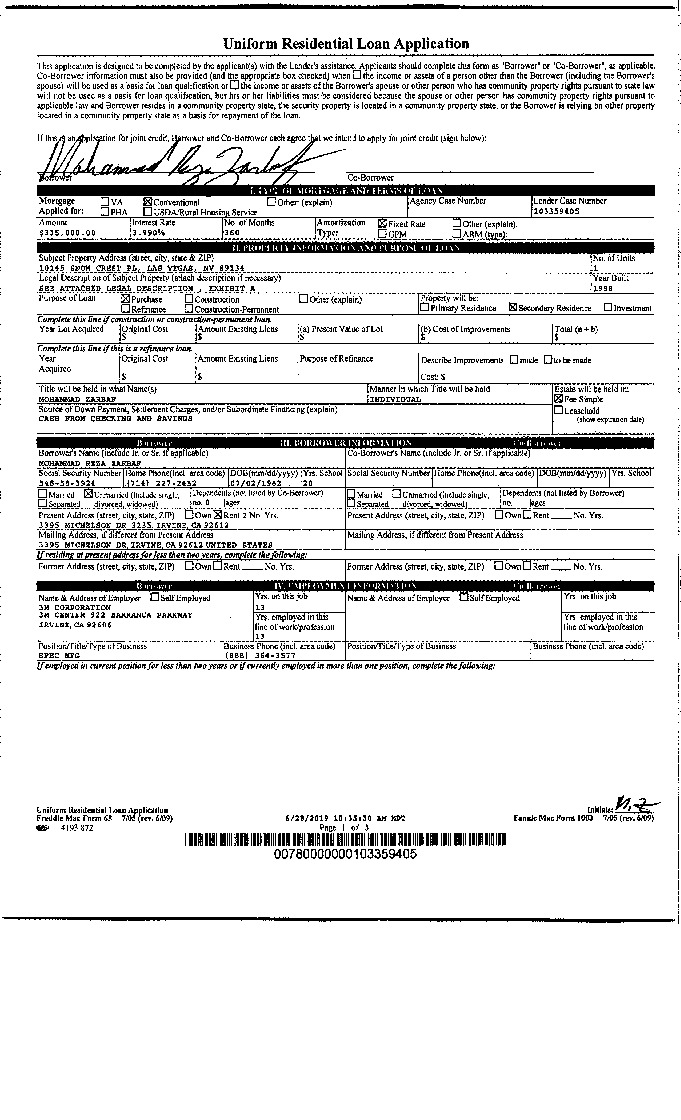 Uniform Residential Loan Application
This application is designed to be completed by the applicant(s) with the Lender's assistance. Applicants should complete this form as "Borrower" or "Co-Borrower", as applicable.
Co-Borrower information must also be provided (and the appropriate box checked) when ☐ the income or assets of a person other than the Borrower (including the Borrower's
spouse) will be used as a basis for loan qualification or ☐ the income or assets of the Borrower's spouse or other person who has community property rights pursuant to state law
will not be used as a basis for loan qualification, but his or her liabilities must be considered because the spouse or other person has community property rights pursuant to
applicable law and Borrower resides in a community property state, the security property is located in a community property state, or the Borrower is relying on other property
located in a community property state as a basis for repayment of the loan.
If this is an application for joint credit, Borrower and Co-Borrower each agree that we intend to apply for joint credit (sign below):
Borrower Co-Borrower
I. TYPE OF MORTGAGE AND TERMS OF LOAN
Mortgage ☐ VA ☒ Conventional ☐ Other (explain) Agency Case Number Lender Case Number
Applied for: ☐ FHA ☐ USDA/Rural Housing Service 103359405
Amount Interest Rate No. of Months Amortization ☒ Fixed Rate ☐ Other (explain):
$335,000.00 3.990% 360 Type: ☐ GPM ☐ ARM (type):
II. PROPERTY INFORMATION AND PURPOSE OF LOAN
Subject Property Address (street, city, state & ZIP) No. of Units
10245 SNOW CREST PL, LAS VEGAS, NV 89134 1
Legal Description of Subject Property (attach description if necessary) Year Built
SEE ATTACHED LEGAL DESCRIPTION , EXHIBIT A 1998
Purpose of Loan ☒ Purchase ☐ Construction ☐ Other (explain) Property will be:
☐ Refinance ☐ Construction-Permanent ☐ Primary Residence ☒ Secondary Residence ☐ Investment
Complete this line if construction or construction-permanent loan.
Year Lot Acquired Original Cost Amount Existing Liens (a) Present Value of Lot (b) Cost of Improvements Total (a + b)
$ $ $ $ $
Complete this line if this is a refinance loan.
Year Original Cost Amount Existing Liens Purpose of Refinance Describe Improvements ☐ made ☐ to be made
Acquired
$ $ Cost: $
Title will be held in what Name(s) Manner in which Title will be held Estate will be held in:
MOHAMMAD ZARBAF INDIVIDUAL ☒ Fee Simple
Source of Down Payment, Settlement Charges, and/or Subordinate Financing (explain) ☐ Leasehold
CASH FROM CHECKING AND SAVINGS (show expiration date)
Borrower III. BORROWER INFORMATION Co-Borrower
Borrower's Name (include Jr. or Sr. if applicable) Co-Borrower's Name (include Jr. or Sr. if applicable)
MOHAMMAD REZA ZARBAF
Social Security Number Home Phone(incl. area code) DOB(mm/dd/yyyy) Yrs. School Social Security Number Home Phone(incl. area code) DOB(mm/dd/yyyy) Yrs. School
(714) 227-2632 07/02/1962 20
☐ Married ☒ Unmarried (include single, Dependents (not listed by Co-Borrower) ☐ Married ☐ Unmarried (include single, Dependents (not listed by Borrower)
☐ Separated divorced, widowed) no. 0 ages ☐ Separated divorced, widowed) no. ages
Present Address (street, city, state, ZIP) ☐ Own ☒ Rent 2 No. Yrs. Present Address (street, city, state, ZIP) ☐ Own ☐ Rent ____ No. Yrs.
3395 MICHELSON DR 3235, IRVINE, CA 92612
Mailing Address, if different from Present Address Mailing Address, if different from Present Address
3395 MICHELSON DR, IRVINE, CA 92612 UNITED STATES
If residing at present address for less than two years, complete the following:
Former Address (street, city, state, ZIP) ☐ Own ☐ Rent ____ No. Yrs. Former Address (street, city, state, ZIP) ☐ Own ☐ Rent ____ No. Yrs.
Borrower IV. EMPLOYMENT INFORMATION Co-Borrower
Name & Address of Employer ☐ Self Employed Yrs. on this job Name & Address of Employer ☐ Self Employed Yrs. on this job
3M CORPORATION 13
3M CENTER 522 BARRANCA PARKWAY Yrs. employed in this Yrs. employed in this
IRVINE, CA 92606 line of work/profession line of work/profession
13
Position/Title/Type of Business Business Phone (incl. area code) Position/Title/Type of Business Business Phone (incl. area code)
SPEC MFG (888) 364-3577
If employed in current position for less than two years or if currently employed in more than one position, complete the following:
Uniform Residential Loan Application Initials:
Freddie Mac Form 65 7/05 (rev. 6/09) 6/28/2019 10:55:30 AM PDT Fannie Mae Form 1003 7/05 (rev. 6/09)
4193 872 Page 1 of 5
00780000000103359405